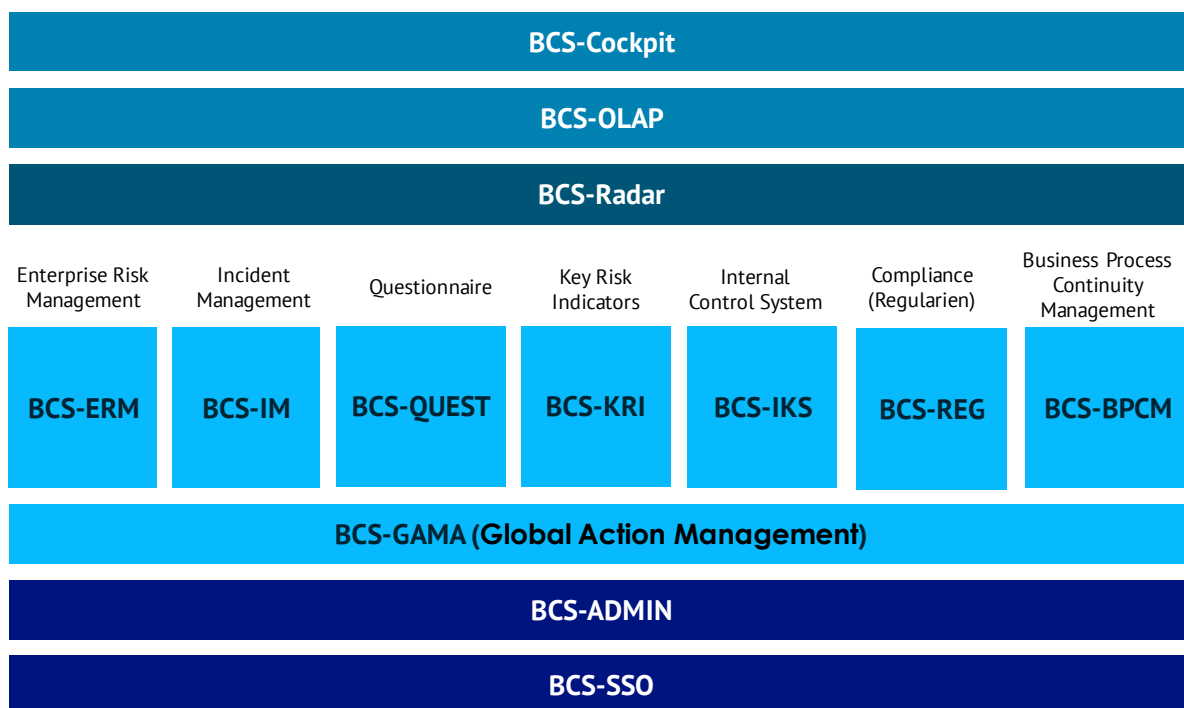 BCS-Cockpit
BCS-OLAP
BCS-Radar
Enterprise Risk
Management
Incident
Management
Questionnaire
Key Risk
Indicators
Internal
Control System
Compliance
(Regularien)
Business Process
Continuity
Management
BCS-ERM
BCS-IM
BCS-QUEST
BCS-KRI
BCS-IKS
BCS-REG
BCS-BPCM
BCS-GAMA (Global Action Management)
BCS-ADMIN
BCS-SSO